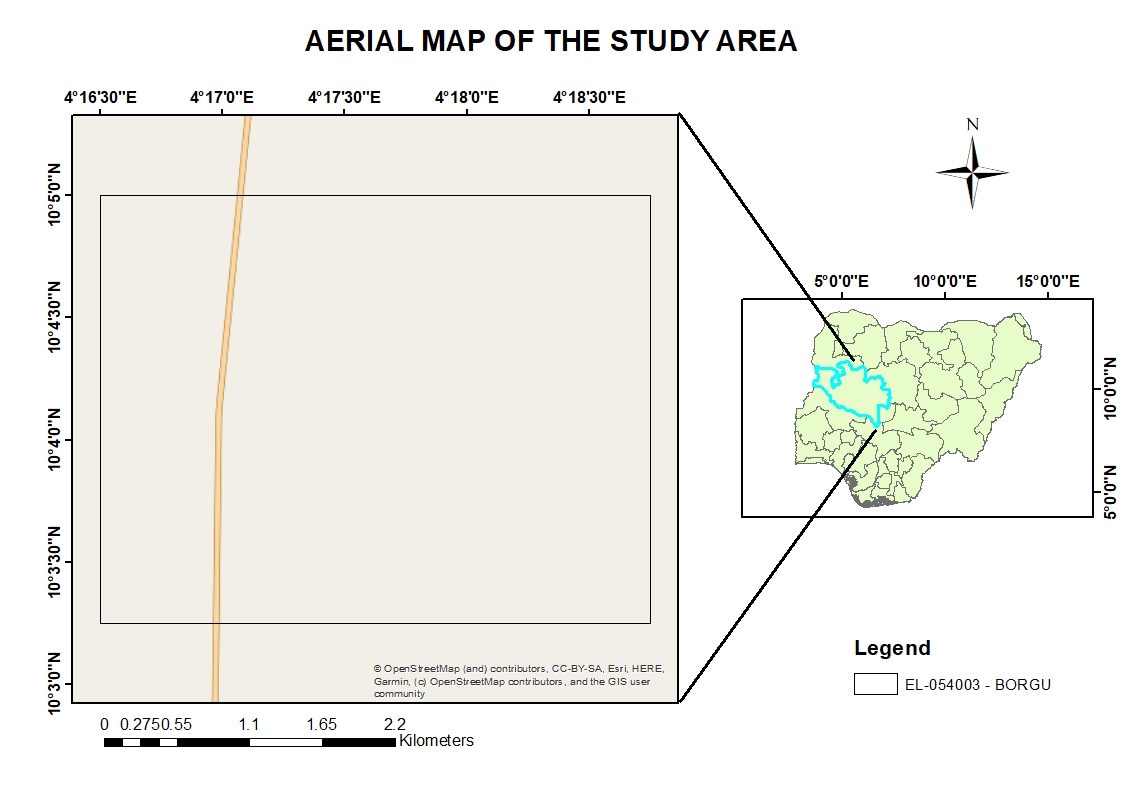 AERIAL MAP OF THE STUDY AREA
4°16'30"E 4°17'0"E 4°17'30"E 4°18'0"E 4°18'30"E
10°5'0"N
10°4'30"N
10°4'0"N
10°3'30"N
10°3'0"N
© OpenStreetMap (and) contributors, CC-BY-SA, Esri, HERE,
Garmin, (c) OpenStreetMap contributors, and the GIS user
community
0 0.275 0.55 1.1 1.65 2.2
Kilometers
N
5°0'0"E 10°0'0"E 15°0'0"E
10°0'0"N
5°0'0"N
Legend
EL-054003 - BORGU